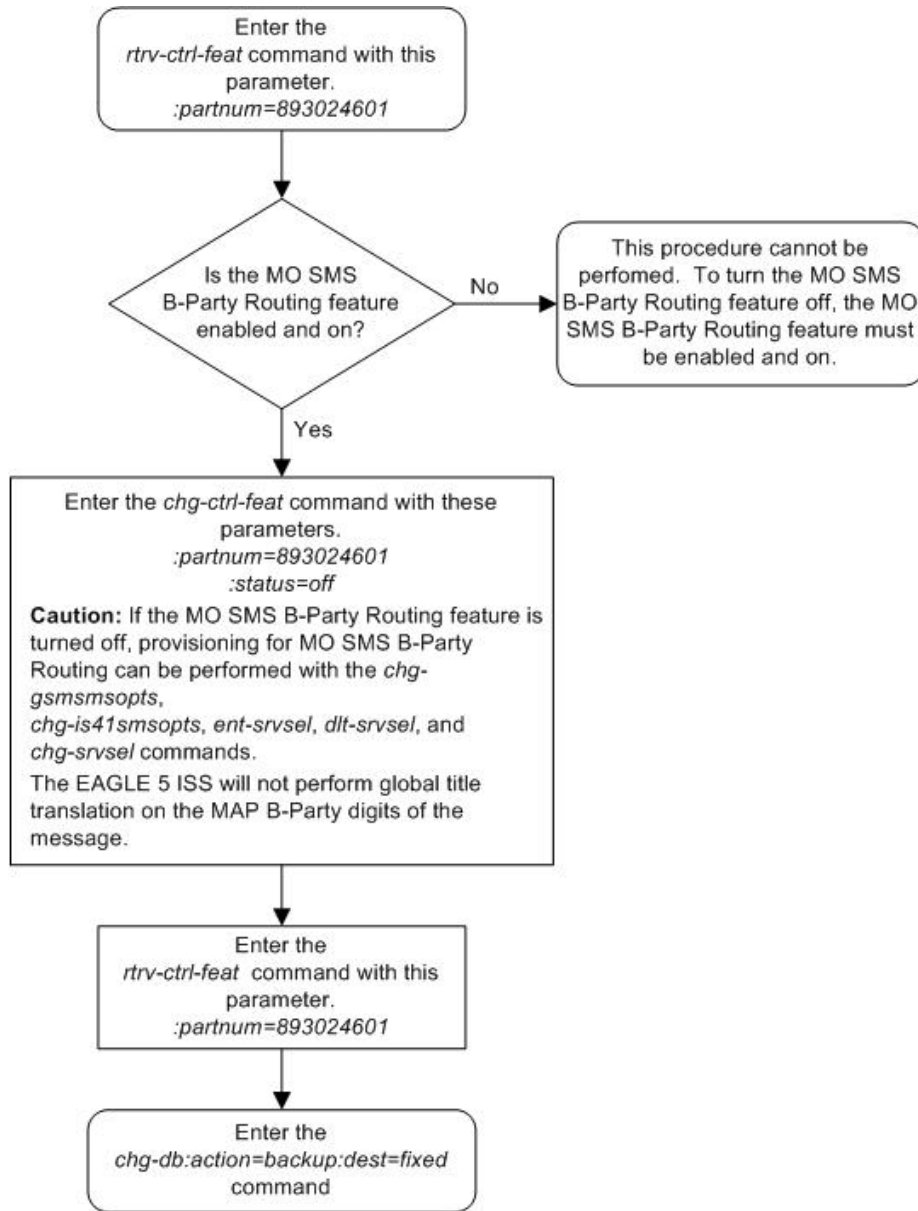 Enter the
rtrv-ctrl-feat command with this
parameter.
:partnum=893024601
Is the MO SMS
B-Party Routing feature
enabled and on?
No
This procedure cannot be
perfomed. To turn the MO SMS
B-Party Routing feature off, the MO
SMS B-Party Routing feature must
be enabled and on.
Yes
Enter the chg-ctrl-feat command with these
parameters.
:partnum=893024601
:status=off
Caution: If the MO SMS B-Party Routing feature is
turned off, provisioning for MO SMS B-Party
Routing can be performed with the chg-
gsmsmsopts,
chg-is41smsopts, ent-srvsel, dlt-srvsel, and
chg-srvsel commands.
The EAGLE 5 ISS will not perform global title
translation on the MAP B-Party digits of the
message.
Enter the
rtrv-ctrl-feat command with this
parameter.
:partnum=893024601
Enter the
chg-db:action=backup:dest=fixed
command